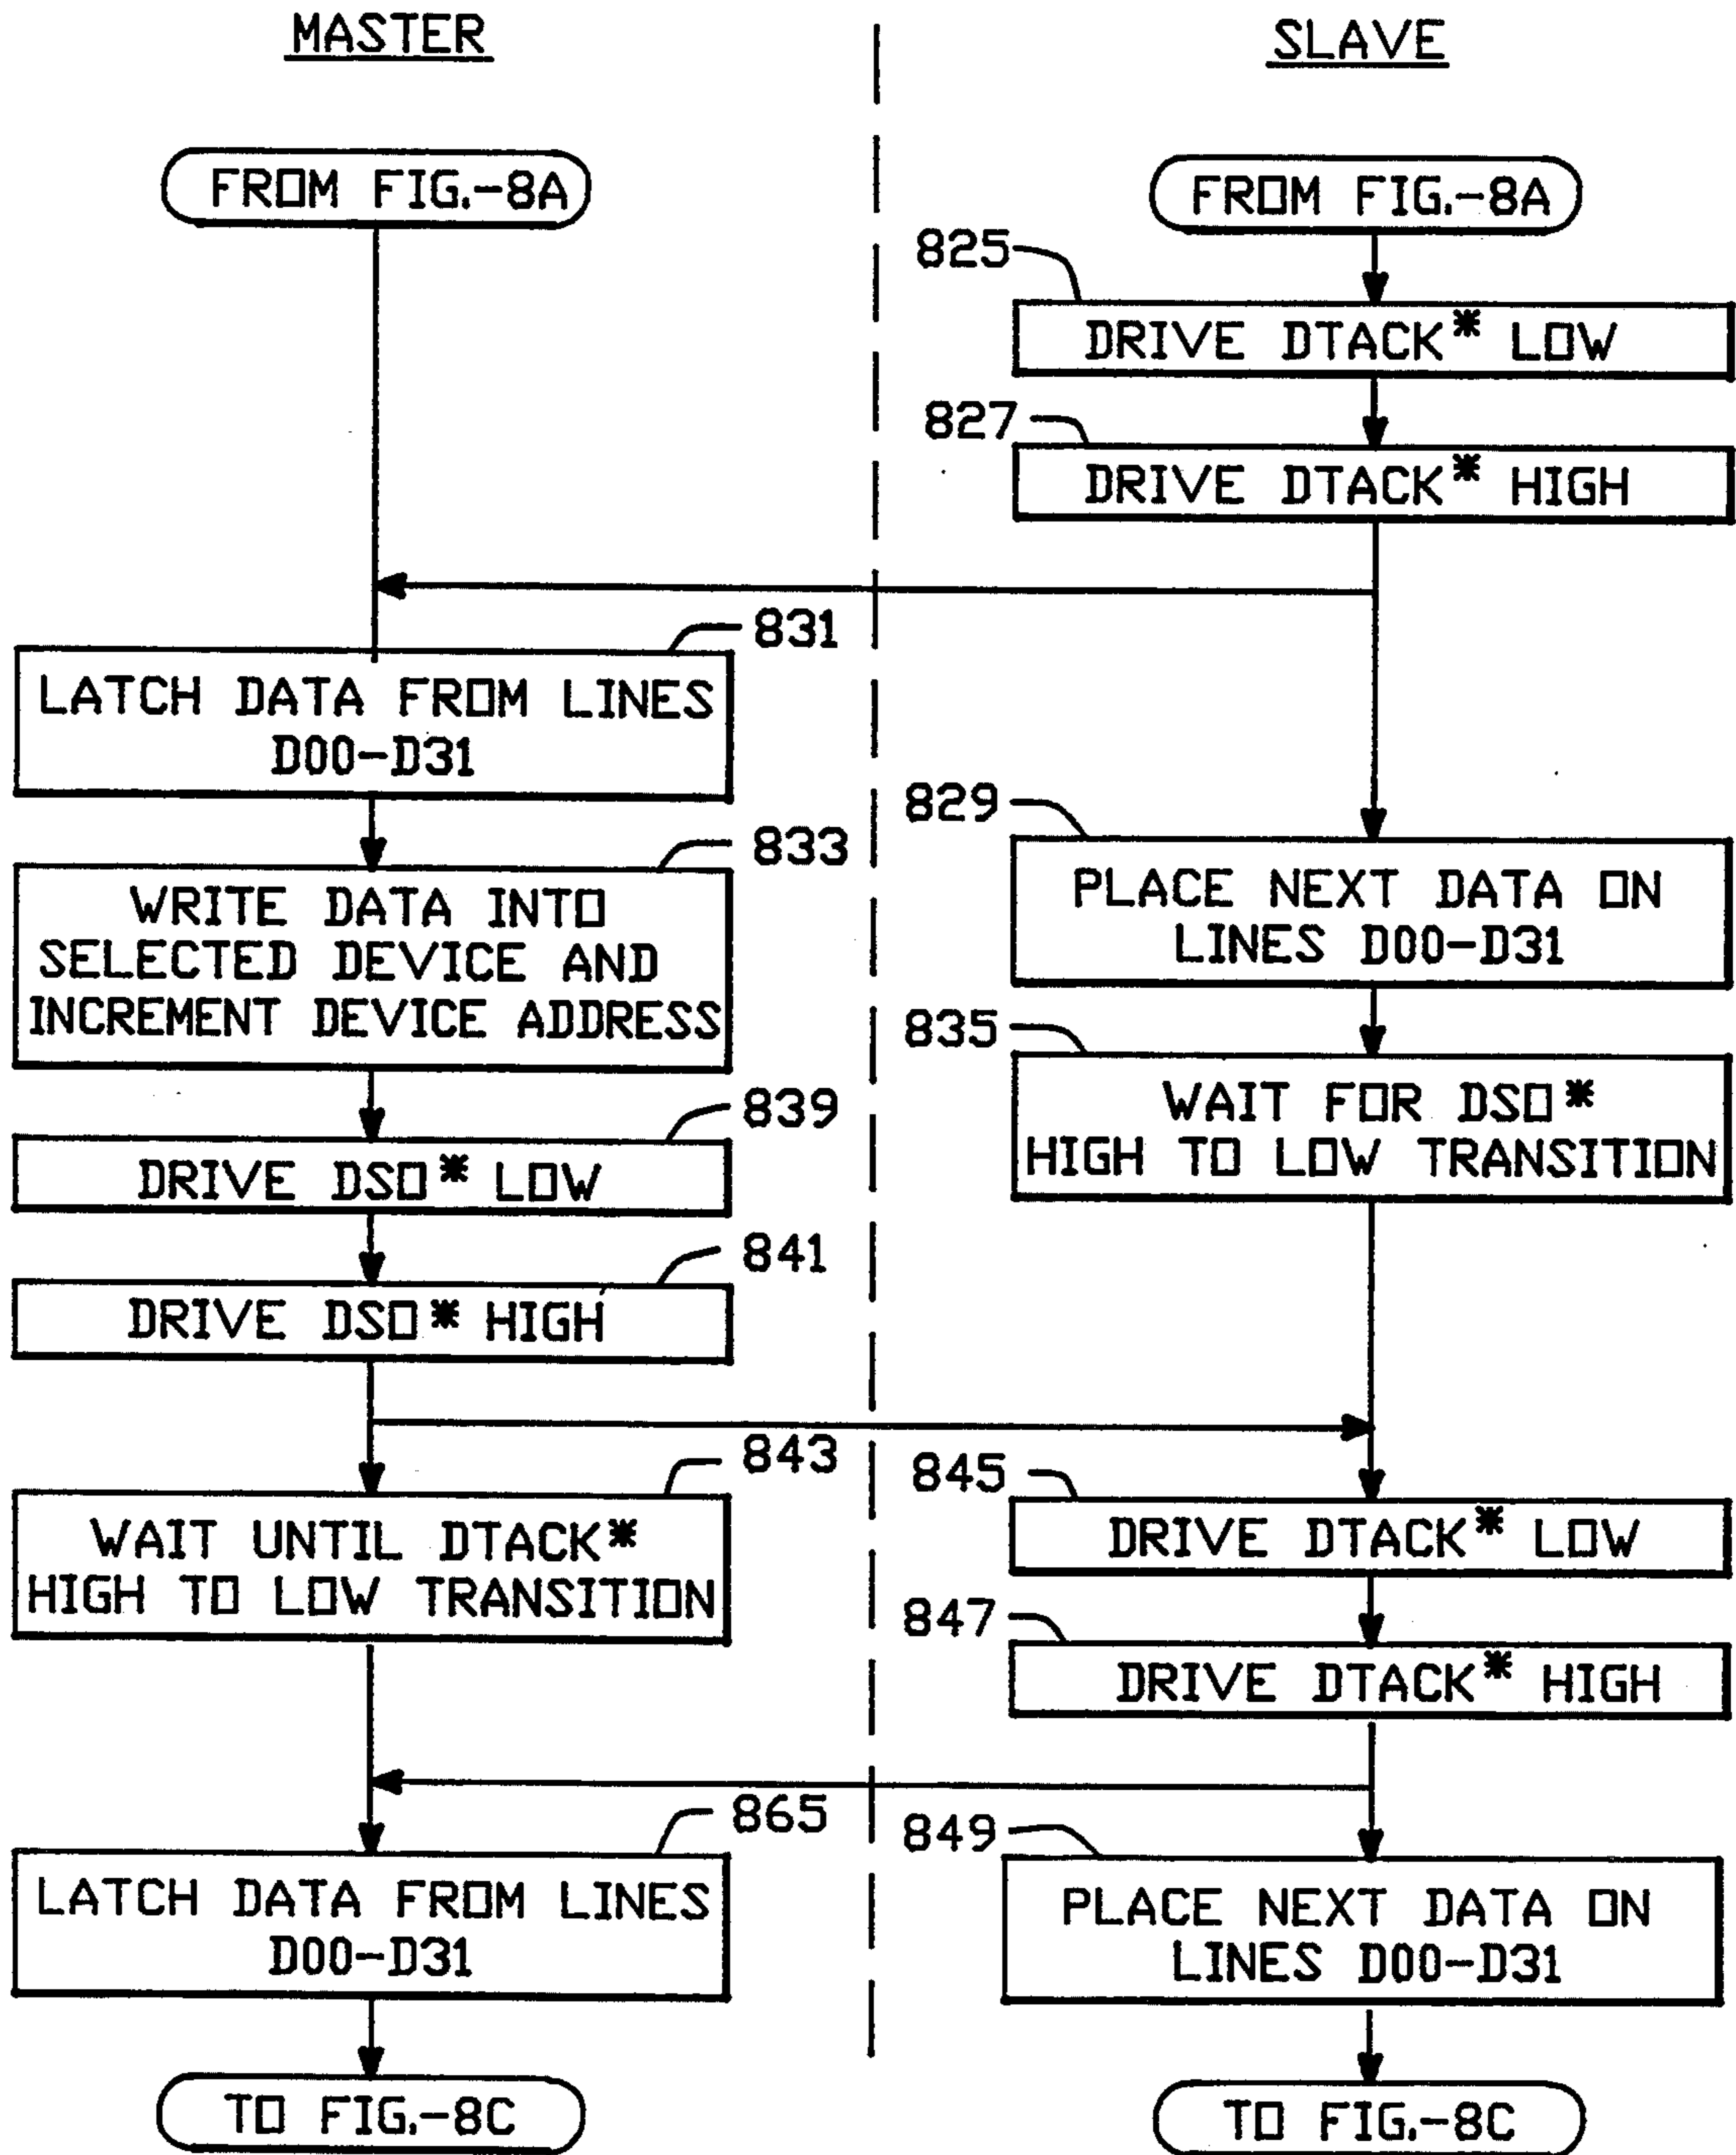 MASTER
SLAVE
FROM FIG.-8A
FROM FIG.-8A
825
DRIVE DTACK* LOW
827
DRIVE DTACK* HIGH
831
LATCH DATA FROM LINES
D00-D31
829
PLACE NEXT DATA ON
LINES D00-D31
833
WRITE DATA INTO
SELECTED DEVICE AND
INCREMENT DEVICE ADDRESS
835
WAIT FOR DSO*
HIGH TO LOW TRANSITION
839
DRIVE DSO* LOW
841
DRIVE DSO* HIGH
843
WAIT UNTIL DTACK*
HIGH TO LOW TRANSITION
845
DRIVE DTACK* LOW
847
DRIVE DTACK* HIGH
865
LATCH DATA FROM LINES
D00-D31
849
PLACE NEXT DATA ON
LINES D00-D31
TO FIG.-8C
TO FIG.-8C